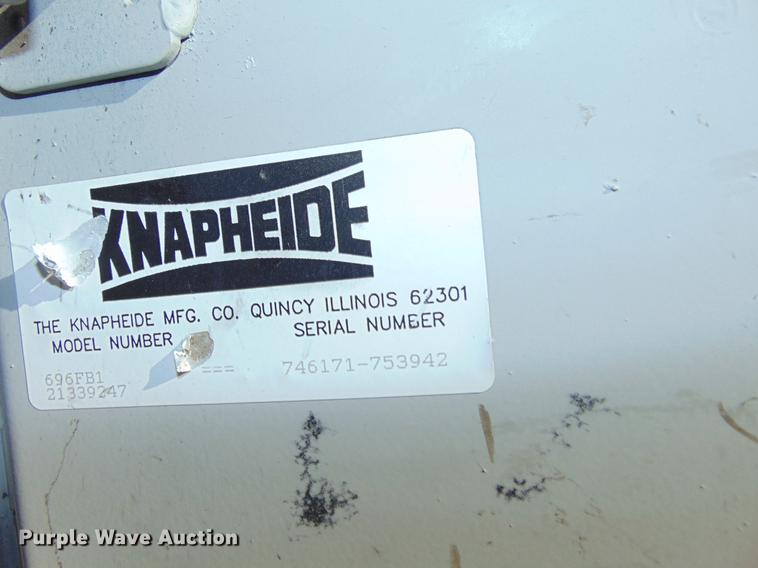 KNAPHEIDE
THE KNAPHEIDE MFG. CO. QUINCY ILLINOIS 62301
MODEL NUMBER SERIAL NUMBER
696FB1 === 746171-753942
21339247
Purple Wave Auction